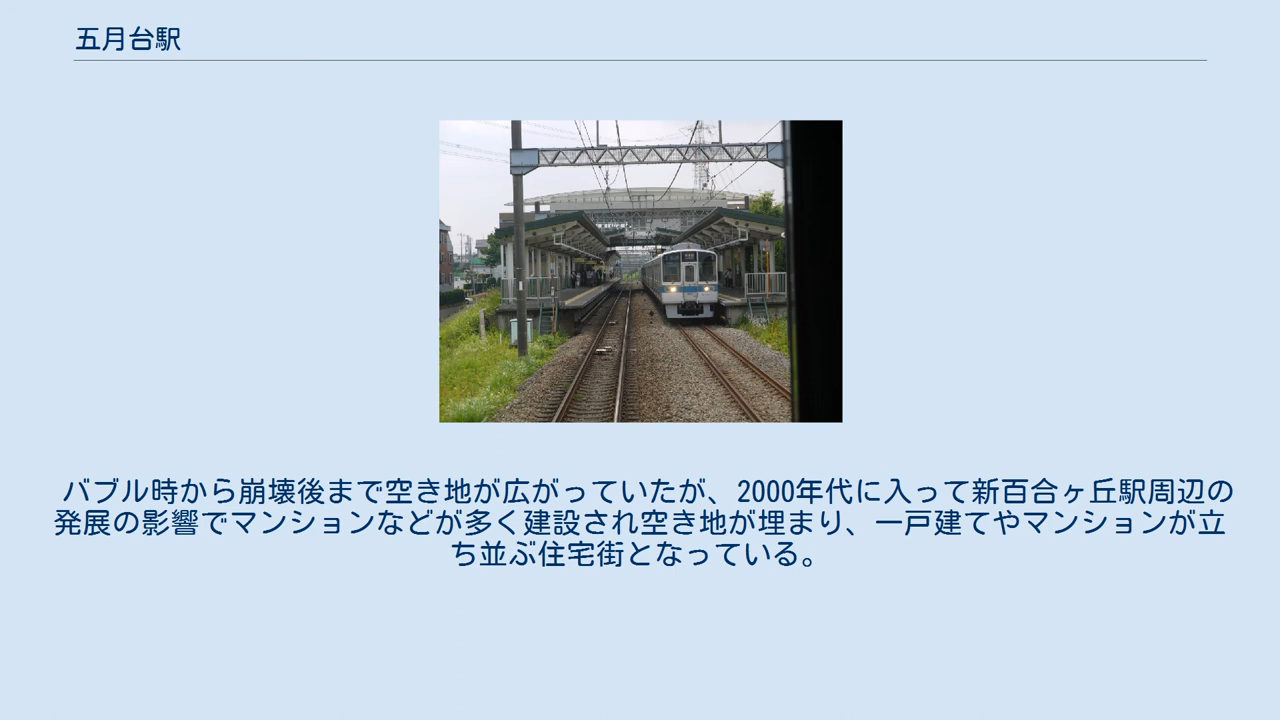 五月台駅
バブル時から崩壊後まで空き地が広がっていたが、2000年代に入って新百合ヶ丘駅周辺の
発展の影響でマンションなどが多く建設され空き地が埋まり、一戸建てやマンションが立
ち並ぶ住宅街となっている。